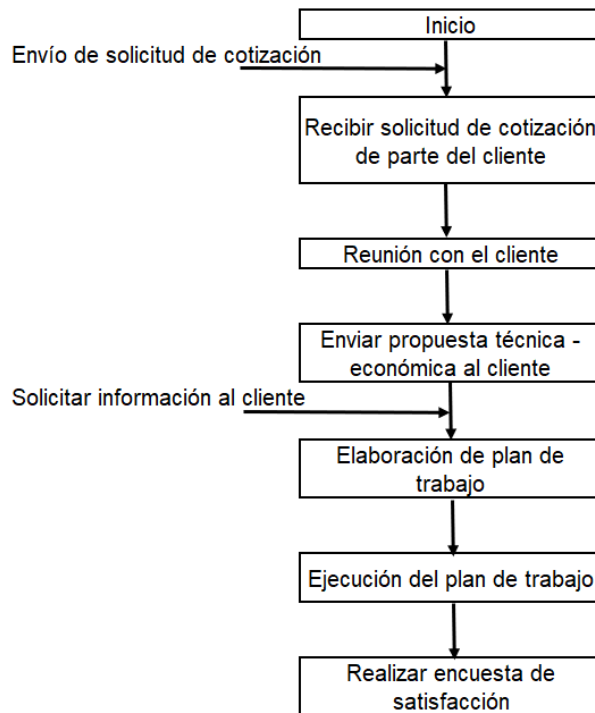 Inicio
Envío de solicitud de cotización
Recibir solicitud de cotización
de parte del cliente
Reunión con el cliente
Enviar propuesta técnica -
económica al cliente
Solicitar información al cliente
Elaboración de plan de
trabajo
Ejecución del plan de trabajo
Realizar encuesta de
satisfacción